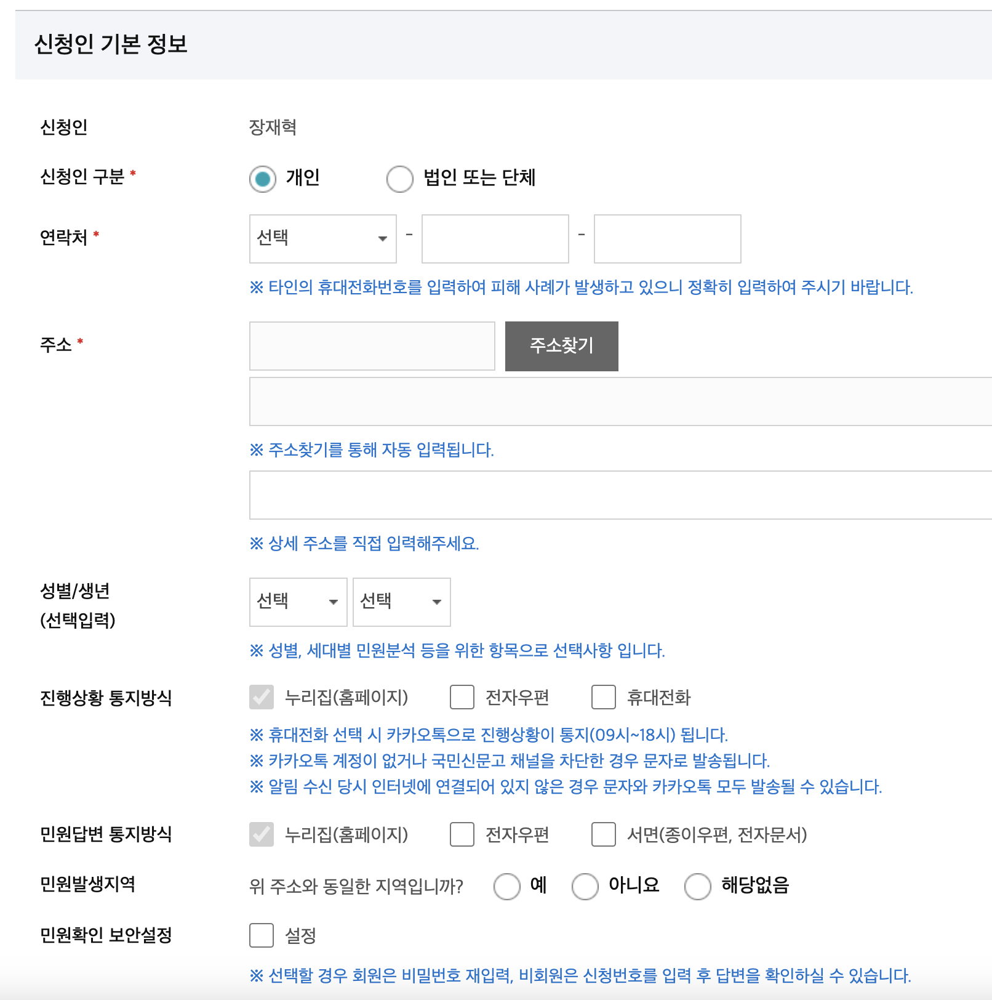 신청인 기본 정보
신청인 장재혁
신청인 구분 * 개인 법인 또는 단체
연락처 * 선택 - -
※ 타인의 휴대전화번호를 입력하여 피해 사례가 발생하고 있으니 정확히 입력하여 주시기 바랍니다.
주소 * 주소찾기
※ 주소찾기를 통해 자동 입력됩니다.
※ 상세 주소를 직접 입력해주세요.
성별/생년
(선택입력)
선택 선택
※ 성별, 세대별 민원분석 등을 위한 항목으로 선택사항 입니다.
진행상황 통지방식 누리집(홈페이지) 전자우편 휴대전화
※ 휴대전화 선택 시 카카오톡으로 진행상황이 통지(09시~18시) 됩니다.
※ 카카오톡 계정이 없거나 국민신문고 채널을 차단한 경우 문자로 발송됩니다.
※ 알림 수신 당시 인터넷에 연결되어 있지 않은 경우 문자와 카카오톡 모두 발송될 수 있습니다.
민원답변 통지방식 누리집(홈페이지) 전자우편 서면(종이우편, 전자문서)
민원발생지역 위 주소와 동일한 지역입니까? 예 아니요 해당없음
민원확인 보안설정 설정
※ 선택할 경우 회원은 비밀번호 재입력, 비회원은 신청번호를 입력 후 답변을 확인하실 수 있습니다.